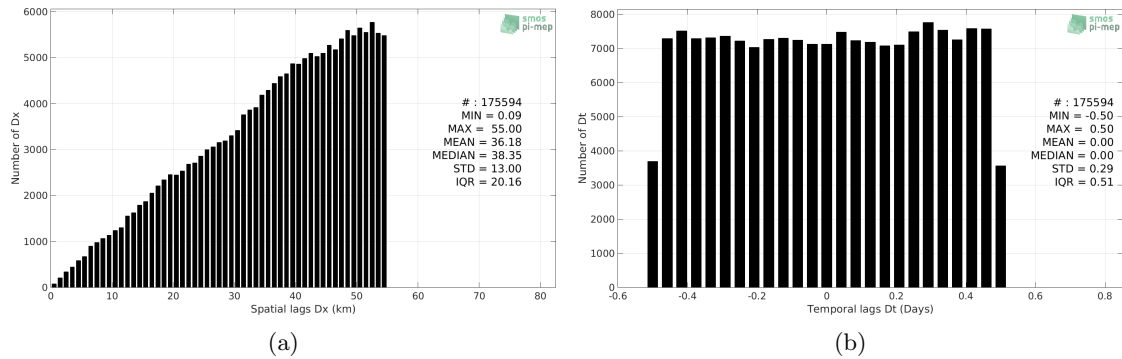 6000
5000
4000
3000
2000
1000
0
Number of Dx
smos
pi-mep
# : 175594
MIN = 0.09
MAX = 55.00
MEAN = 36.18
MEDIAN = 38.35
STD = 13.00
IQR = 20.16
0 10 20 30 40 50 60 70 80
Spatial lags Dx (km)
(a)
8000
7000
6000
5000
4000
3000
2000
1000
0
Number of Dt
smos
pi-mep
# : 175594
MIN = -0.50
MAX = 0.50
MEAN = 0.00
MEDIAN = 0.00
STD = 0.29
IQR = 0.51
-0.6 -0.4 -0.2 0 0.2 0.4 0.6 0.8
Temporal lags Dt (Days)
(b)